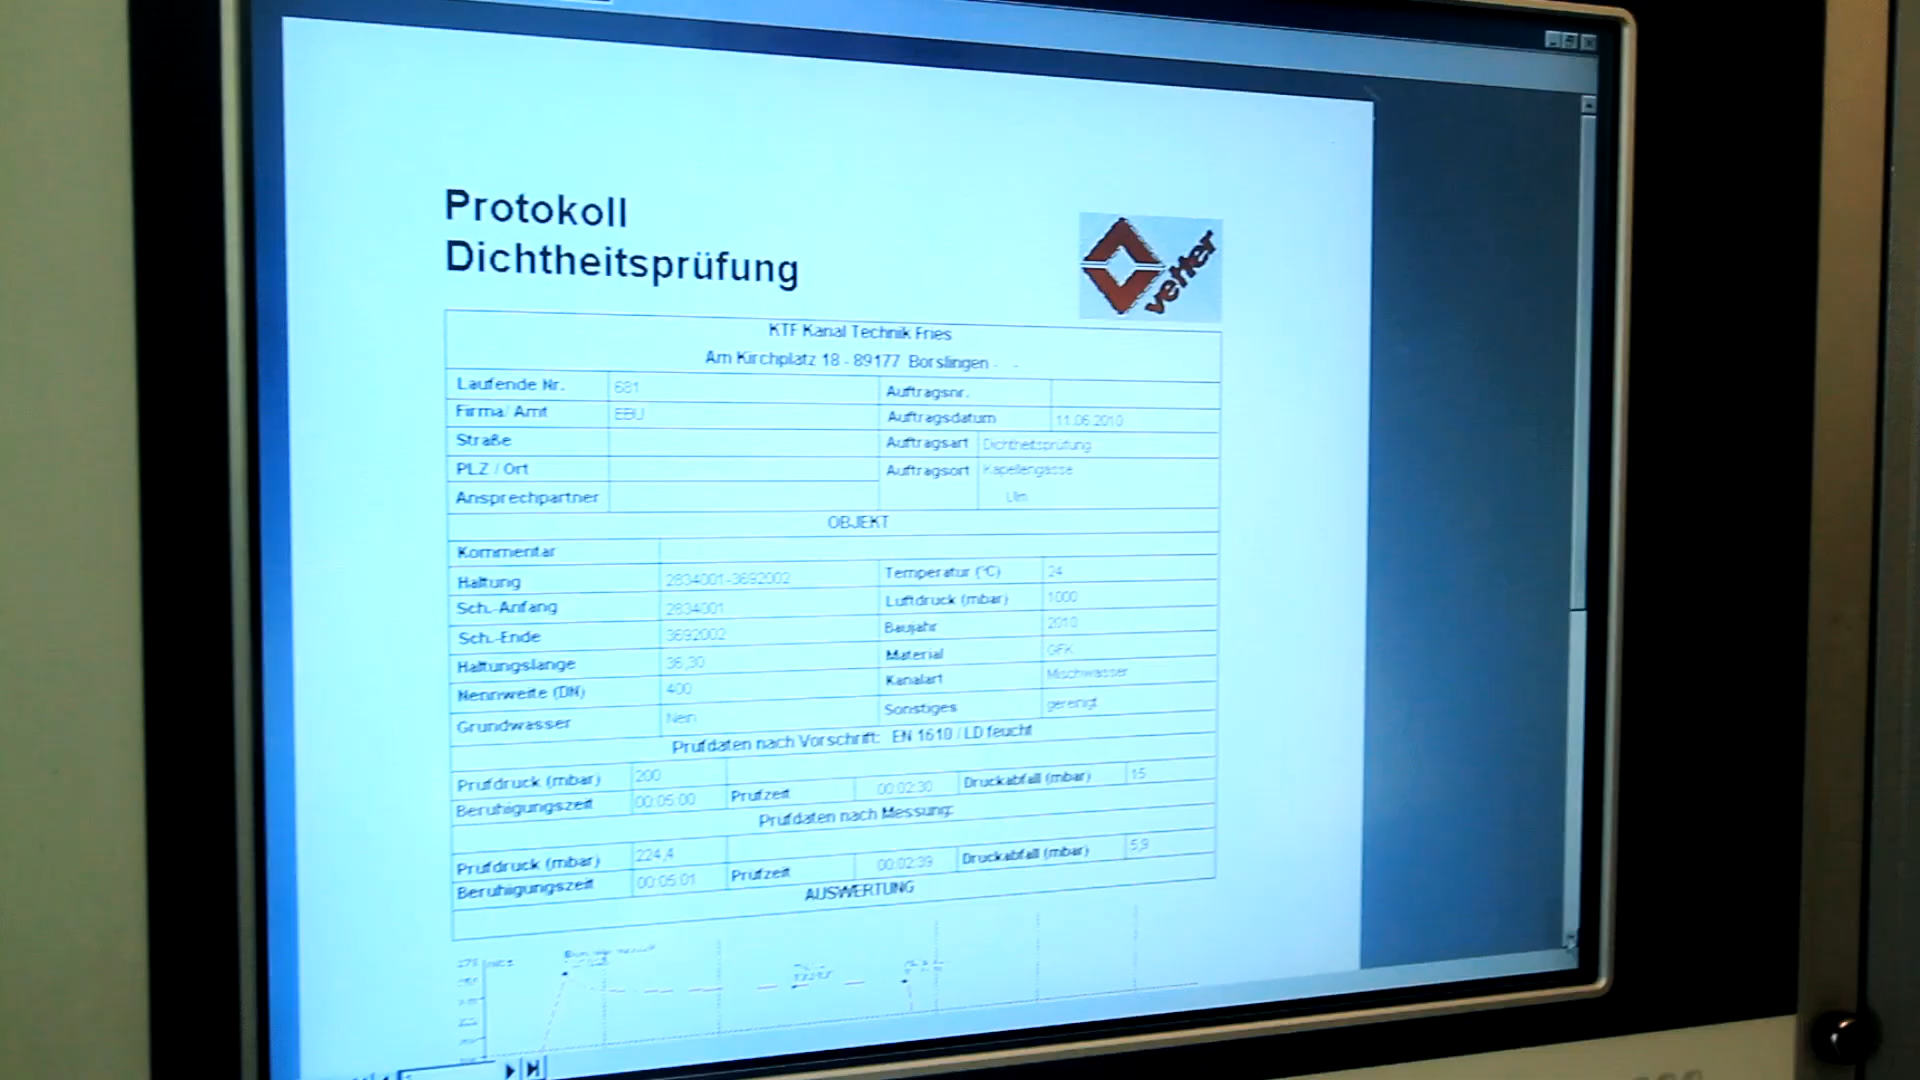 Protokoll
Dichtheitsprüfung
vetter
KTF Kanal Technik Fries
Am Kirchplatz 18 - 89177 Borslingen - -
Laufende Nr. 681 Auftragsnr.
Firma/ Amt EBU Auftragsdatum 11.06.2010
Straße Auftragsart Dichtheitsprüfung
PLZ / Ort Auftragsort Kapellengasse
Ansprechpartner Ulm
OBJEKT
Kommentar
Haltung 2834001-3692002 Temperatur (°C) 24
Sch.-Anfang 2834001 Luftdruck (mbar) 1000
Sch.-Ende 3692002 Baujahr 2010
Haltungslänge 36,30 Material GFK
Nennweite (DN) 400 Kanalart Mischwasser
Grundwasser Nein Sonstiges gereinigt
Prüfdaten nach Vorschrift: EN 1610 / LD feucht
Prüfdruck (mbar) 200
Beruhigungszeit 00:05:00 Prüfzeit 00:02:30 Druckabfall (mbar) 15
Prüfdaten nach Messung:
Prüfdruck (mbar) 224,4
Beruhigungszeit 00:05:01 Prüfzeit 00:02:39 Druckabfall (mbar) 5,9
AUSWERTUNG